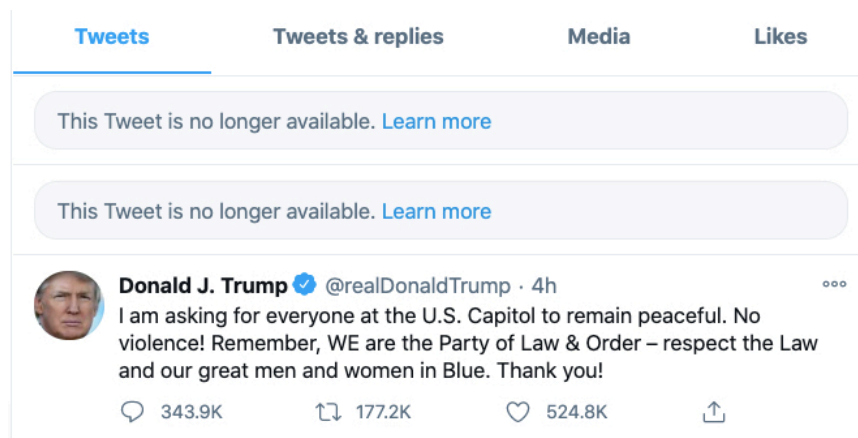 Tweets Tweets & replies Media Likes
This Tweet is no longer available. Learn more
This Tweet is no longer available. Learn more
Donald J. Trump @realDonaldTrump · 4h
I am asking for everyone at the U.S. Capitol to remain peaceful. No
violence! Remember, WE are the Party of Law & Order – respect the Law
and our great men and women in Blue. Thank you!
343.9K 177.2K 524.8K